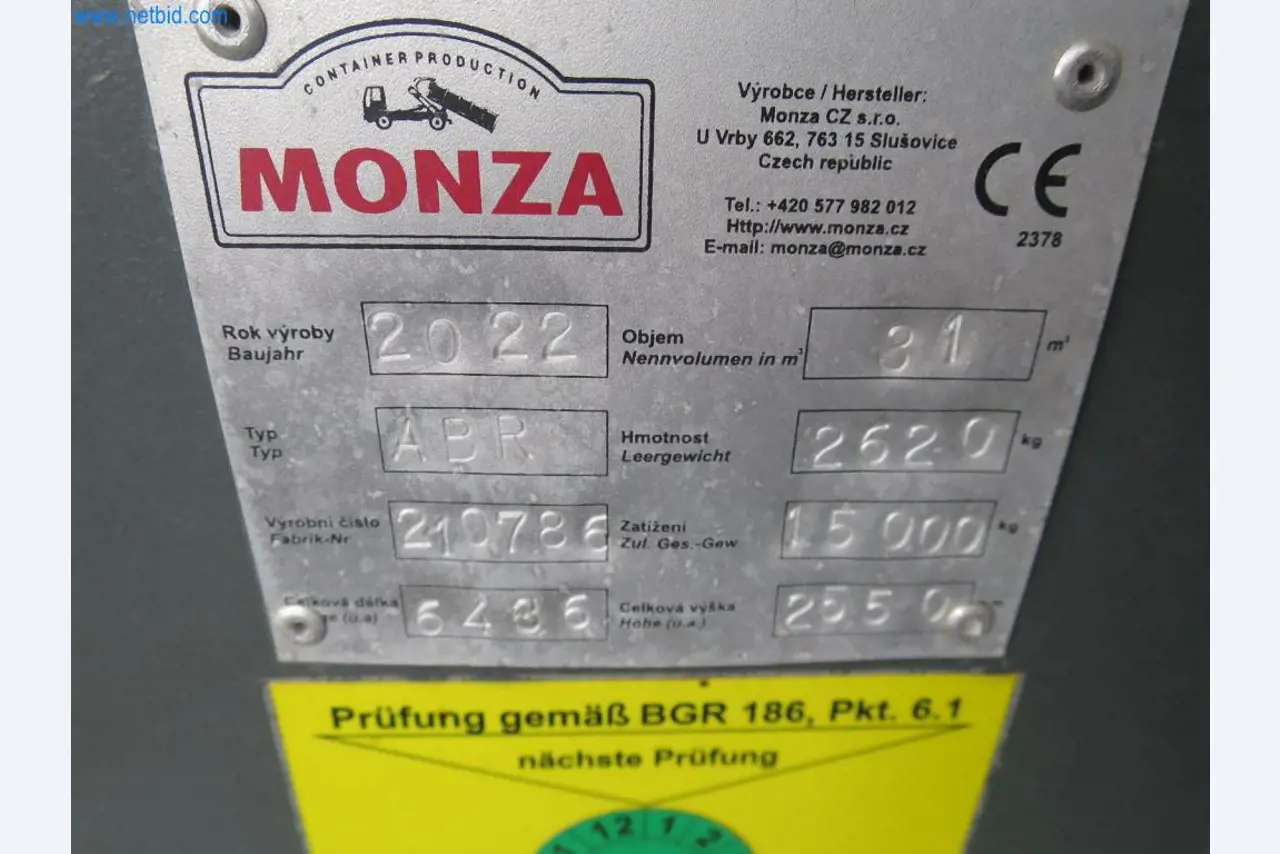 www.netbid.com
CONTAINER PRODUCTION
MONZA
Výrobce / Hersteller:
Monza CZ s.r.o.
U Vrby 662, 763 15 Slušovice
Czech republic
Tel.: +420 577 982 012
Http://www.monza.cz
E-mail: monza@monza.cz
CE
2378
Rok výroby
Baujahr
2022
Objem
Nennvolumen in m³
31
m³
Typ
Typ
ABR
Hmotnost
Leergewicht
2620
kg
Výrobní číslo
Fabrik-Nr
210786
Zatížení
Zul. Ges.-Gew
15000
kg
Celková délka
(u.a)
6486
Celková výška
Höhe (u.a.)
2550
Prüfung gemäß BGR 186, Pkt. 6.1
nächste Prüfung
12 1 2